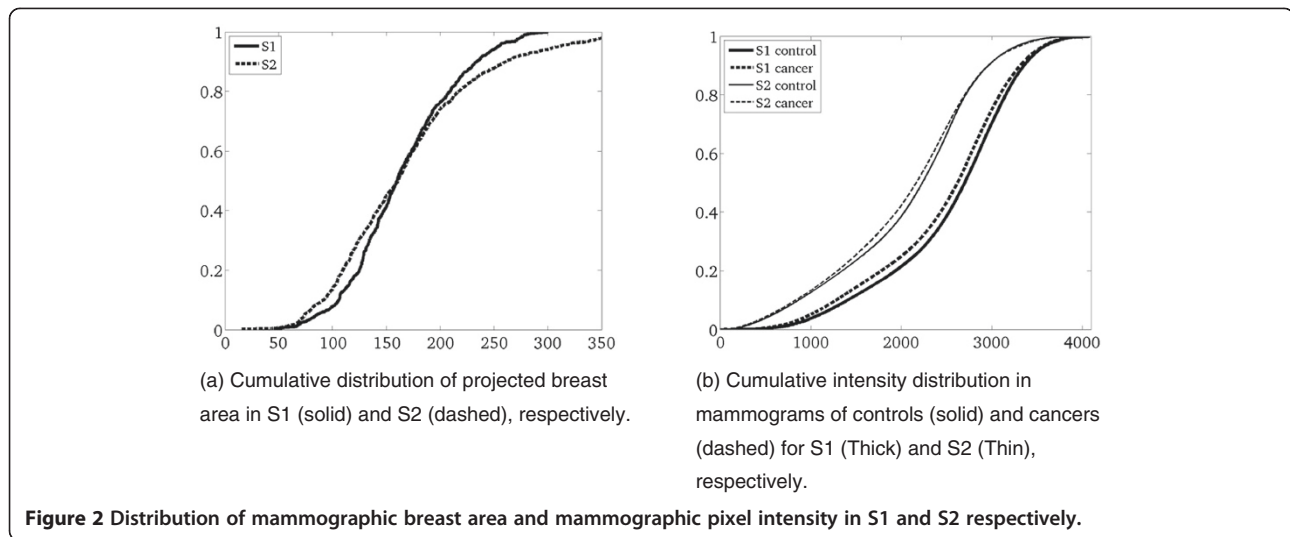 1
0.8
0.6
0.4
0.2
0
S1
S2
0 50 100 150 200 250 300 350
(a) Cumulative distribution of projected breast
area in S1 (solid) and S2 (dashed), respectively.
1
0.8
0.6
0.4
0.2
0
S1 control
S1 cancer
S2 control
S2 cancer
0 1000 2000 3000 4000
(b) Cumulative intensity distribution in
mammograms of controls (solid) and cancers
(dashed) for S1 (Thick) and S2 (Thin),
respectively.
Figure 2 Distribution of mammographic breast area and mammographic pixel intensity in S1 and S2 respectively.